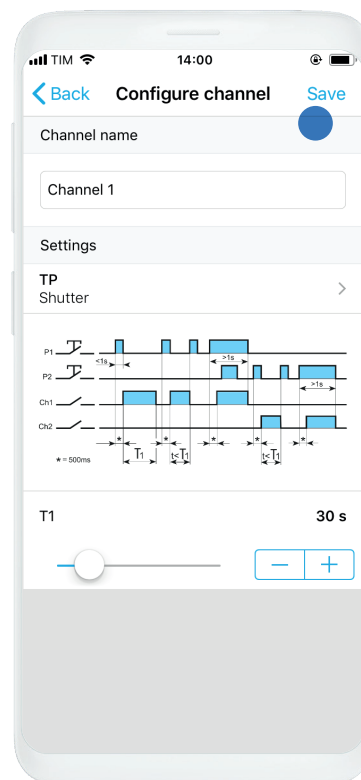 TIM 14:00
Back Configure channel Save
Channel name
Channel 1
Settings
TP
Shutter
P1
<1s >1s
P2
>1s
Ch1
Ch2
* * * * *
* = 500ms T1 t<T1 t<T1
T1 30 s
− +